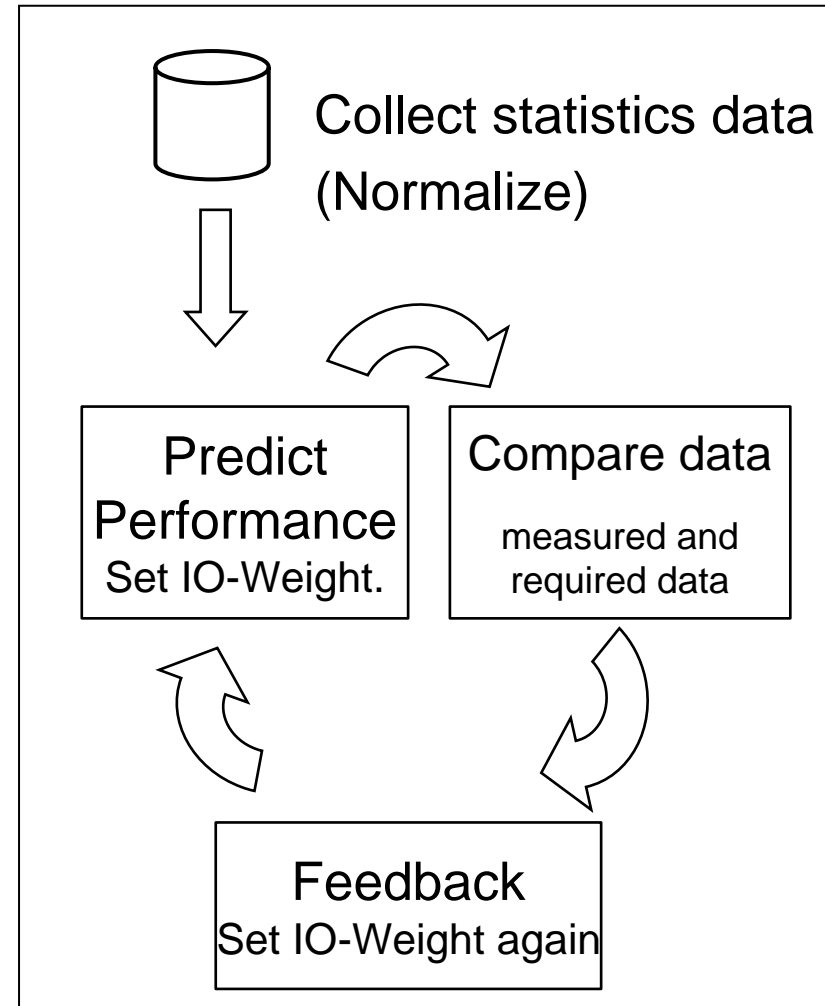 Collect statistics data
(Normalize)
Predict
Performance
Set IO-Weight.
Compare data
measured and
required data
Feedback
Set IO-Weight again